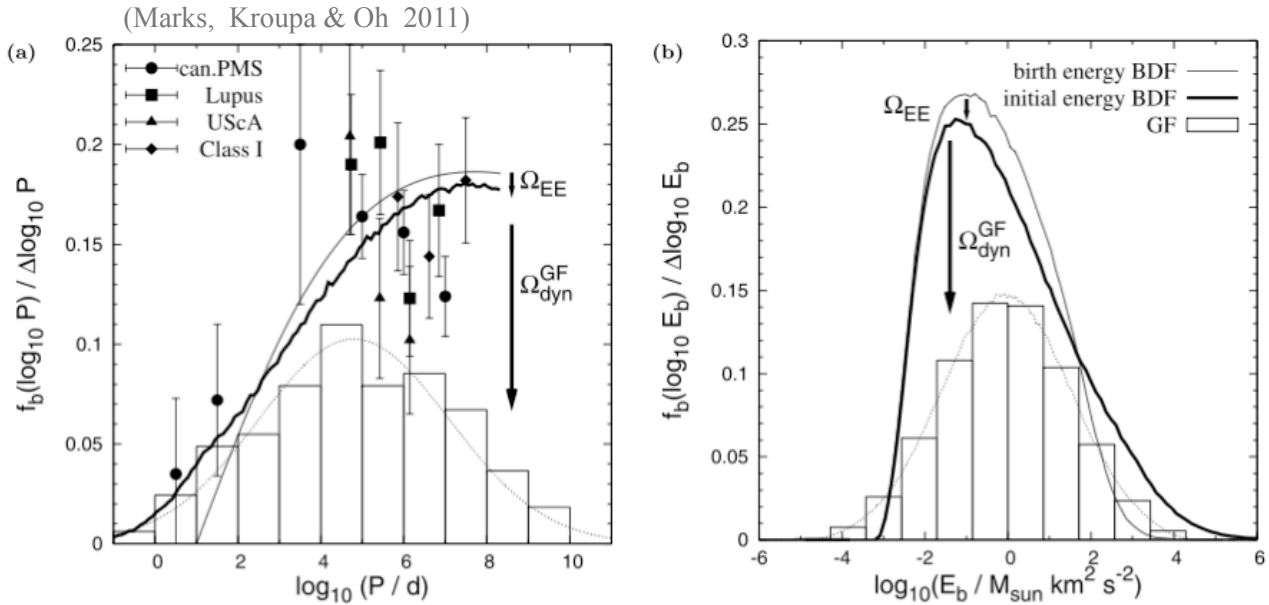 (Marks, Kroupa & Oh 2011)
(a)
0.25
0.2
0.15
0.1
0.05
0
f_b(log₁₀ P) / Δlog₁₀ P
can.PMS
Lupus
UScA
Class I
Ω_EE
Ω_dyn^GF
0 2 4 6 8 10
log₁₀ (P / d)
(b)
0.3
0.25
0.2
0.15
0.1
0.05
0
f_b(log₁₀ E_b) / Δlog₁₀ E_b
birth energy BDF
initial energy BDF
GF
Ω_EE
Ω_dyn^GF
-6 -4 -2 0 2 4 6
log₁₀(E_b / M_sun km² s⁻²)